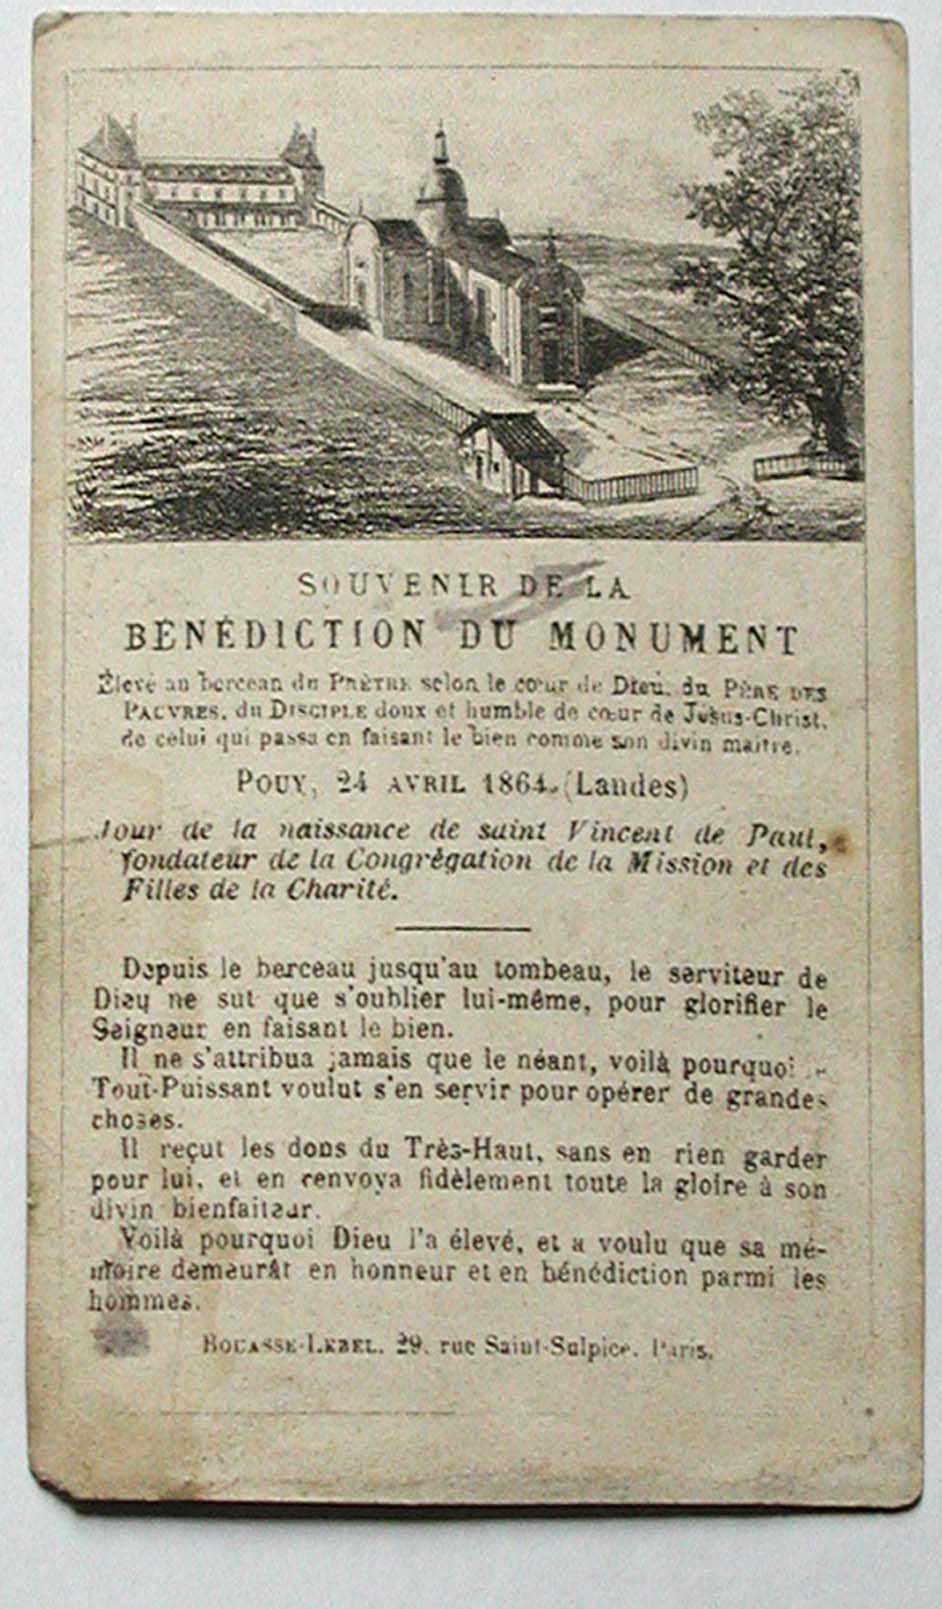 SOUVENIR DE LA
BÉNÉDICTION DU MONUMENT
Élevé au berceau du PRÊTRE selon le cœur de Dieu, du PÈRE DES
PAUVRES, du DISCIPLE doux et humble de cœur de Jésus-Christ,
de celui qui passa en faisant le bien comme son divin maître.
POUY, 24 AVRIL 1864. (Landes)
Jour de la naissance de saint Vincent de Paul,
fondateur de la Congrégation de la Mission et des
Filles de la Charité.
Depuis le berceau jusqu'au tombeau, le serviteur de
Dieu ne sut que s'oublier lui-même, pour glorifier le
Seigneur en faisant le bien.
Il ne s'attribua jamais que le néant, voilà pourquoi
Tout-Puissant voulut s'en servir pour opérer de grandes
choses.
Il reçut les dons du Très-Haut, sans en rien garder
pour lui, et en renvoya fidèlement toute la gloire à son
divin bienfaiteur.
Voilà pourquoi Dieu l'a élevé, et a voulu que sa mé-
moire demeurât en honneur et en bénédiction parmi les
hommes.
BOUASSE-LEBEL, 29, rue Saint-Sulpice, Paris.